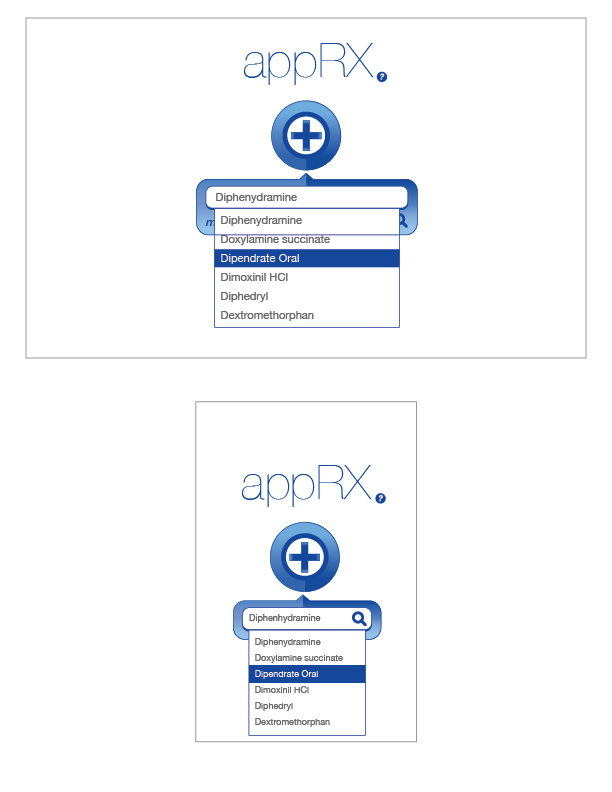 appRX.?
Diphenydramine
m
Diphenydramine
Doxylamine succinate
Dipendrate Oral
Dimoxinil HCl
Diphedryl
Dextromethorphan
appRX.?
Diphenhydramine
Diphenydramine
Doxylamine succinate
Dipendrate Oral
Dimoxinil HCl
Diphedryl
Dextromethorphan